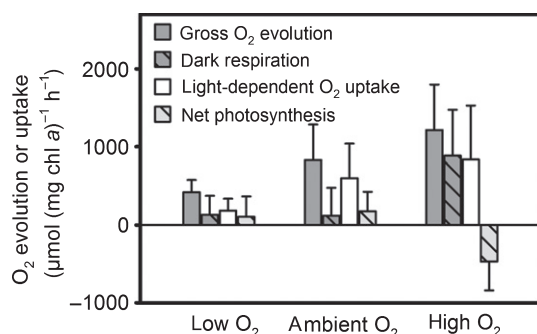 Gross O₂ evolution
Dark respiration
Light-dependent O₂ uptake
Net photosynthesis
O₂ evolution or uptake
(µmol (mg chl a)⁻¹ h⁻¹)
2000
1000
0
−1000
Low O₂
Ambient O₂
High O₂